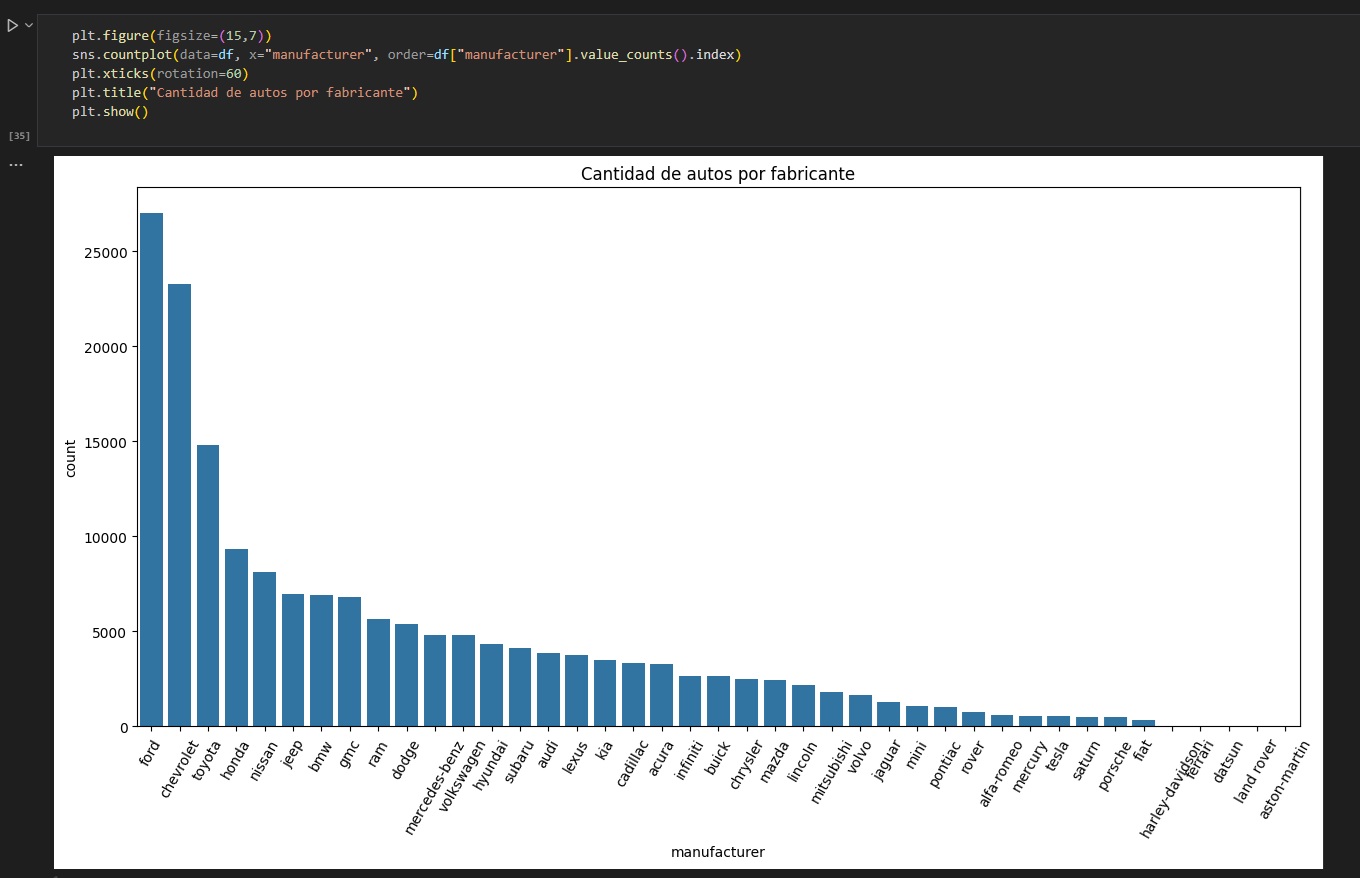 plt.figure(figsize=(15,7))
sns.countplot(data=df, x="manufacturer", order=df["manufacturer"].value_counts().index)
plt.xticks(rotation=60)
plt.title("Cantidad de autos por fabricante")
plt.show()
[35]
...
Cantidad de autos por fabricante
count
25000
20000
15000
10000
5000
0
ford
chevrolet
toyota
honda
nissan
jeep
bmw
gmc
ram
dodge
mercedes-benz
volkswagen
hyundai
subaru
audi
lexus
kia
cadillac
acura
infiniti
buick
chrysler
mazda
lincoln
mitsubishi
volvo
jaguar
mini
pontiac
rover
alfa-romeo
mercury
tesla
saturn
porsche
fiat
harley-davidson
ferrari
datsun
land rover
aston-martin
manufacturer